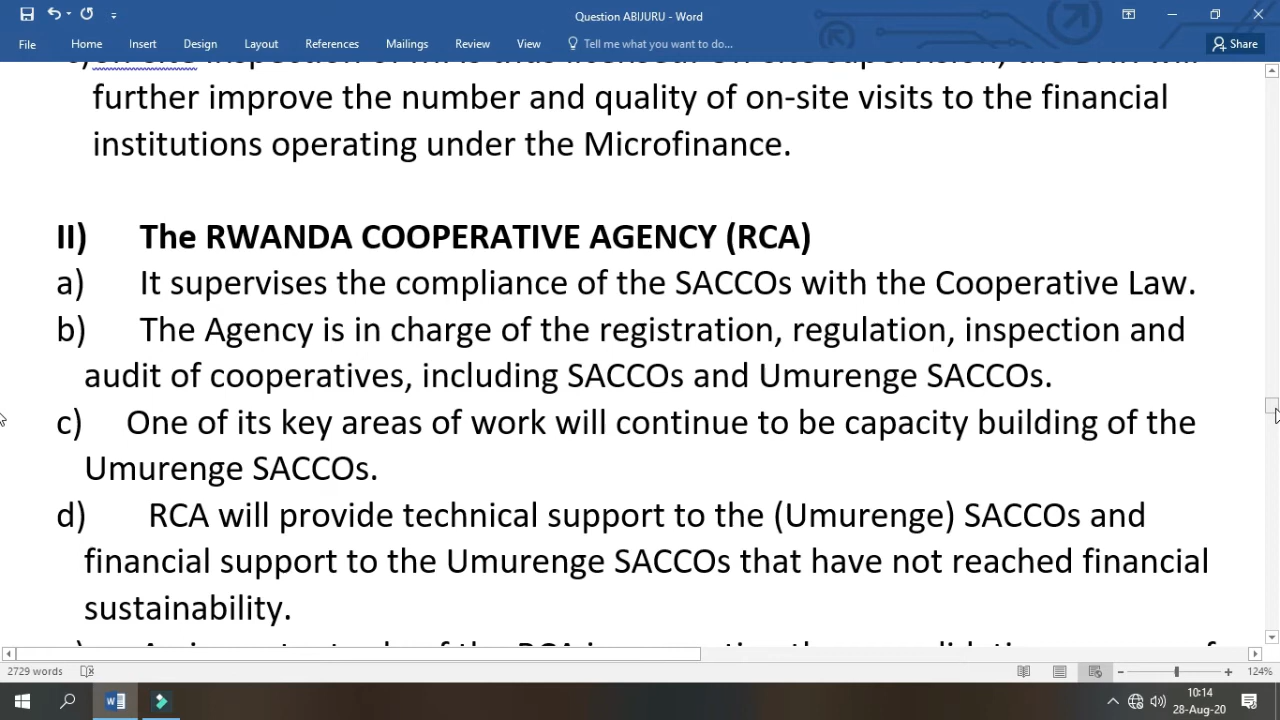 Question ABIJURU - Word
File Home Insert Design Layout References Mailings Review View Tell me what you want to do... Share
further improve the number and quality of on-site visits to the financial
institutions operating under the Microfinance.
II) The RWANDA COOPERATIVE AGENCY (RCA)
a) It supervises the compliance of the SACCOs with the Cooperative Law.
b) The Agency is in charge of the registration, regulation, inspection and
audit of cooperatives, including SACCOs and Umurenge SACCOs.
c) One of its key areas of work will continue to be capacity building of the
Umurenge SACCOs.
d) RCA will provide technical support to the (Umurenge) SACCOs and
financial support to the Umurenge SACCOs that have not reached financial
sustainability.
2729 words 124%
10:14
28-Aug-20